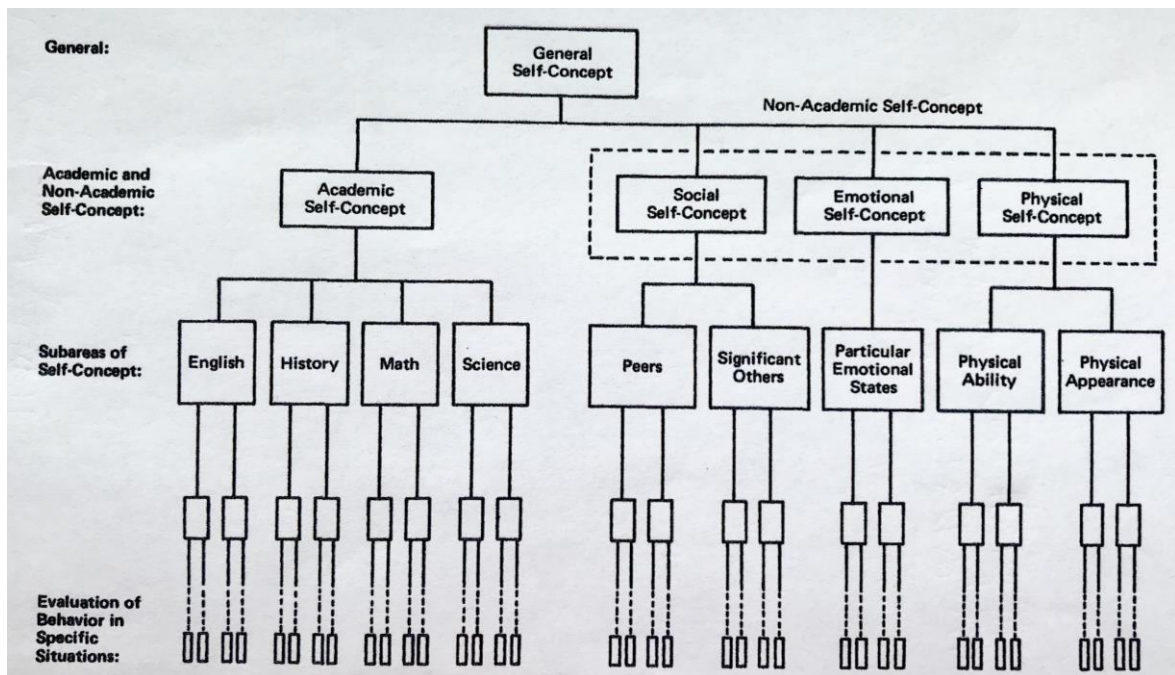 General:
General
Self-Concept
Non-Academic Self-Concept
Academic and
Non-Academic
Self-Concept:
Academic
Self-Concept
Social
Self-Concept
Emotional
Self-Concept
Physical
Self-Concept
Subareas of
Self-Concept:
English
History
Math
Science
Peers
Significant
Others
Particular
Emotional
States
Physical
Ability
Physical
Appearance
Evaluation of
Behavior in
Specific
Situations: